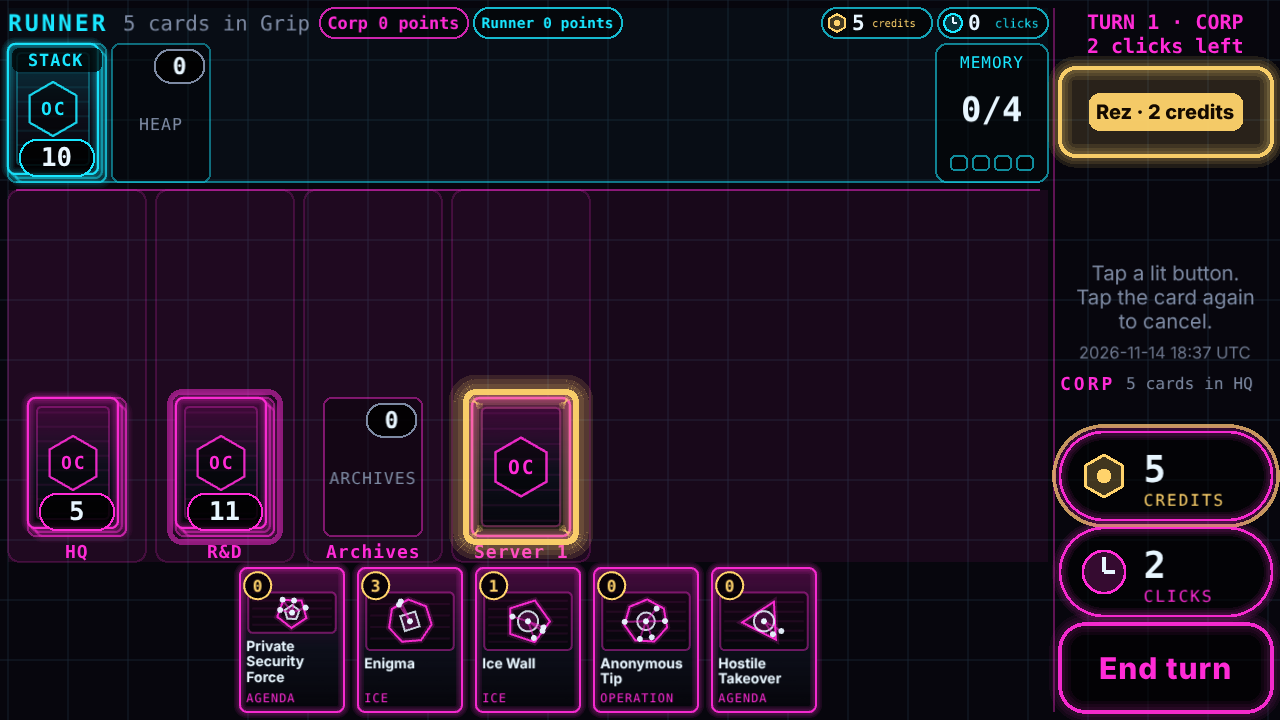 RUNNER 5 cards in Grip Corp 0 points Runner 0 points 5 credits 0 clicks
TURN 1 · CORP
2 clicks left
STACK
OC
10
0
HEAP
MEMORY
0/4
Rez · 2 credits
Tap a lit button.
Tap the card again
to cancel.
2026-11-14 18:37 UTC
CORP 5 cards in HQ
OC
5
HQ
OC
11
R&D
0
ARCHIVES
Archives
OC
Server 1
5
CREDITS
2
CLICKS
End turn
0
Private
Security
Force
AGENDA
3
Enigma
ICE
1
Ice Wall
ICE
0
Anonymous
Tip
OPERATION
0
Hostile
Takeover
AGENDA